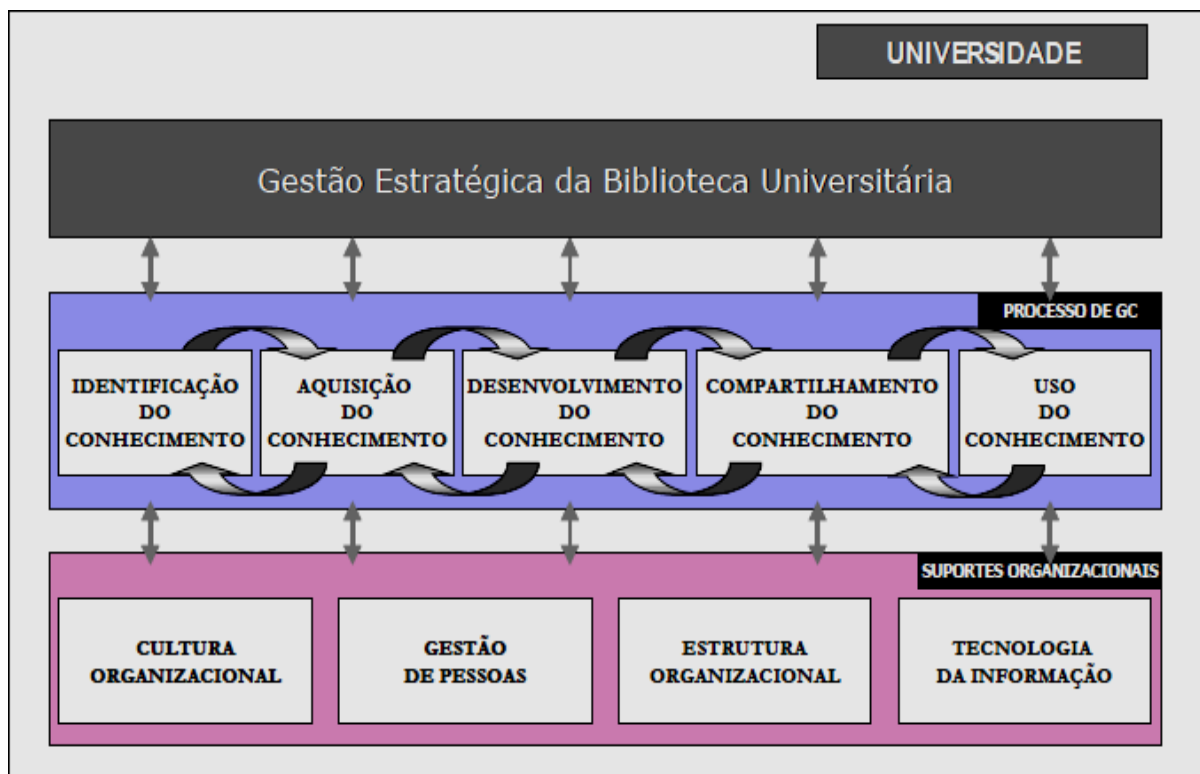 UNIVERSIDADE
Gestão Estratégica da Biblioteca Universitária
PROCESSO DE GC
IDENTIFICAÇÃO
DO
CONHECIMENTO
AQUISIÇÃO
DO
CONHECIMENTO
DESENVOLVIMENTO
DO
CONHECIMENTO
COMPARTILHAMENTO
DO
CONHECIMENTO
USO
DO
CONHECIMENTO
SUPORTES ORGANIZACIONAIS
CULTURA
ORGANIZACIONAL
GESTÃO
DE PESSOAS
ESTRUTURA
ORGANIZACIONAL
TECNOLOGIA
DA INFORMAÇÃO